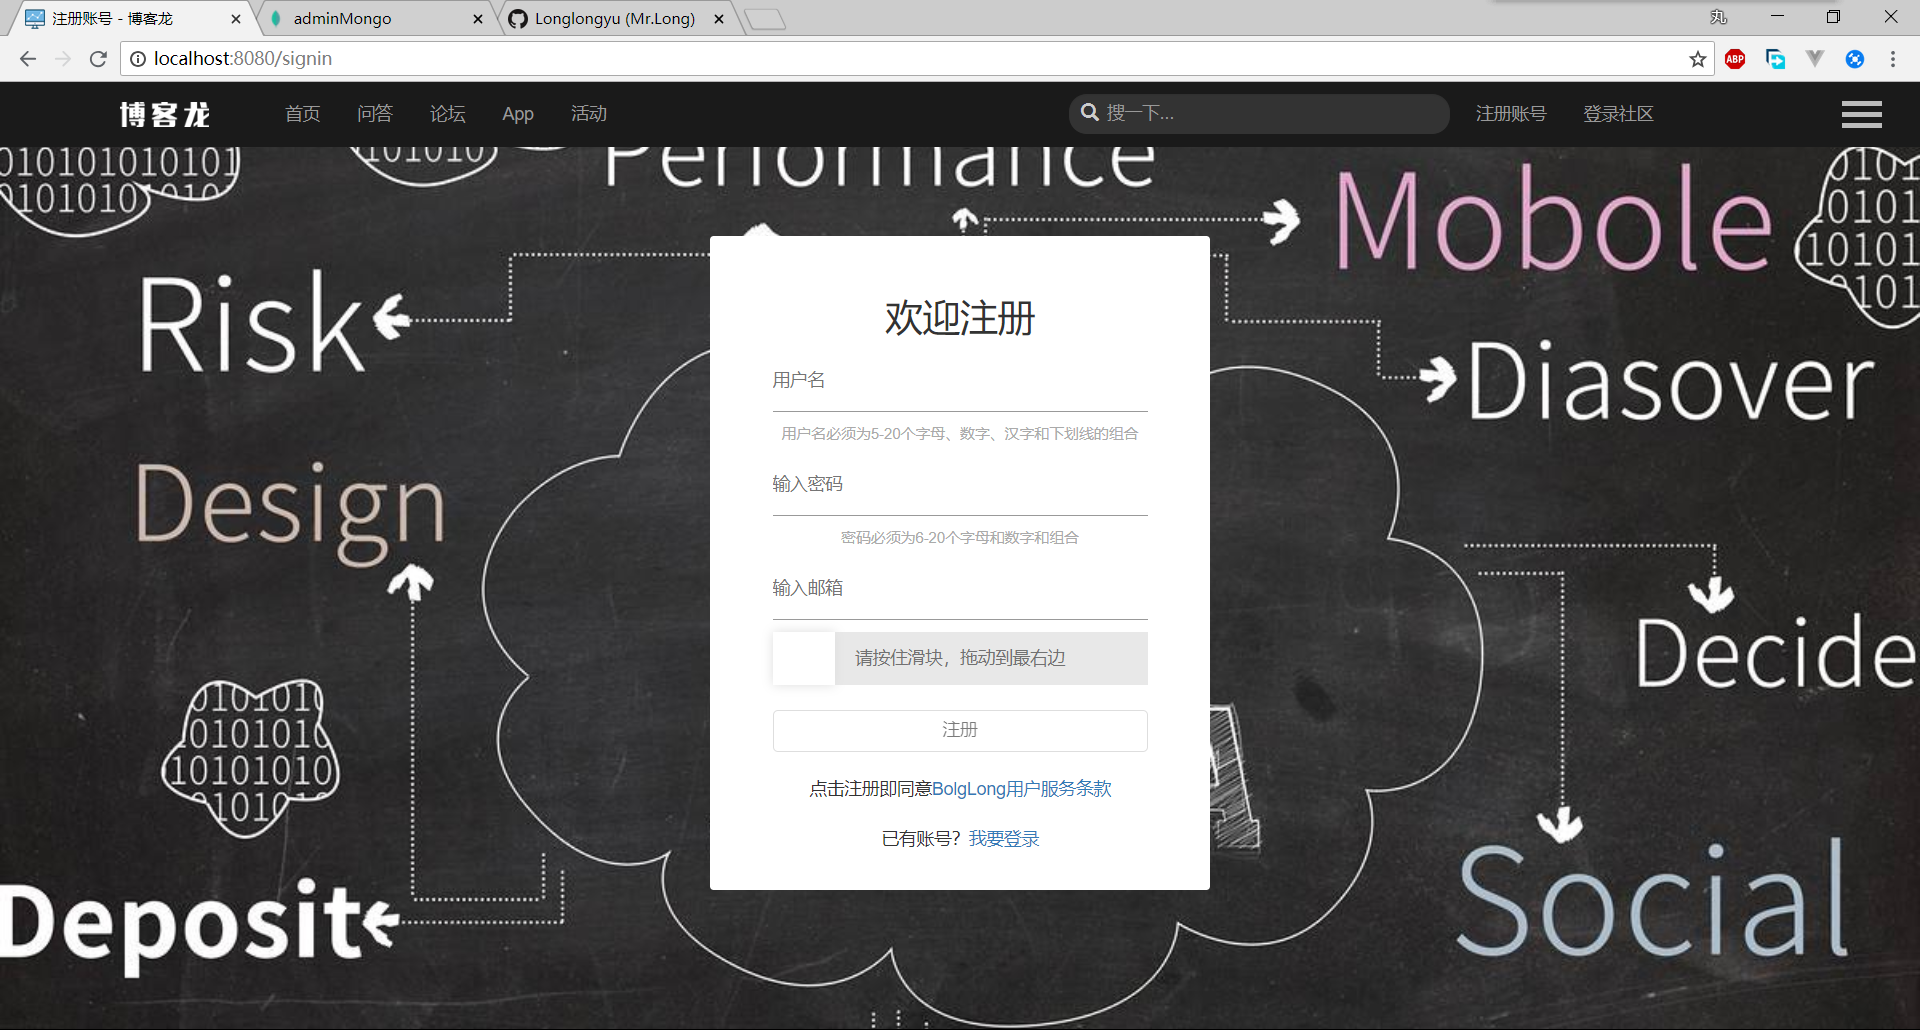 注册账号 - 博客龙
adminMongo
Longlongyu (Mr.Long)
丸
localhost:8080/signin
ABP
博客龙
首页
问答
论坛
App
活动
搜一下...
注册账号
登录社区
010101010101
0101010
0101
101010
Performance
Mobole
Risk
Diasover
Design
Decide
Deposit
Social
欢迎注册
用户名
用户名必须为5-20个字母、数字、汉字和下划线的组合
输入密码
密码必须为6-20个字母和数字和组合
输入邮箱
请按住滑块，拖动到最右边
注册
点击注册即同意BolgLong用户服务条款
已有账号？我要登录
0101010
0101010
10101010
01010